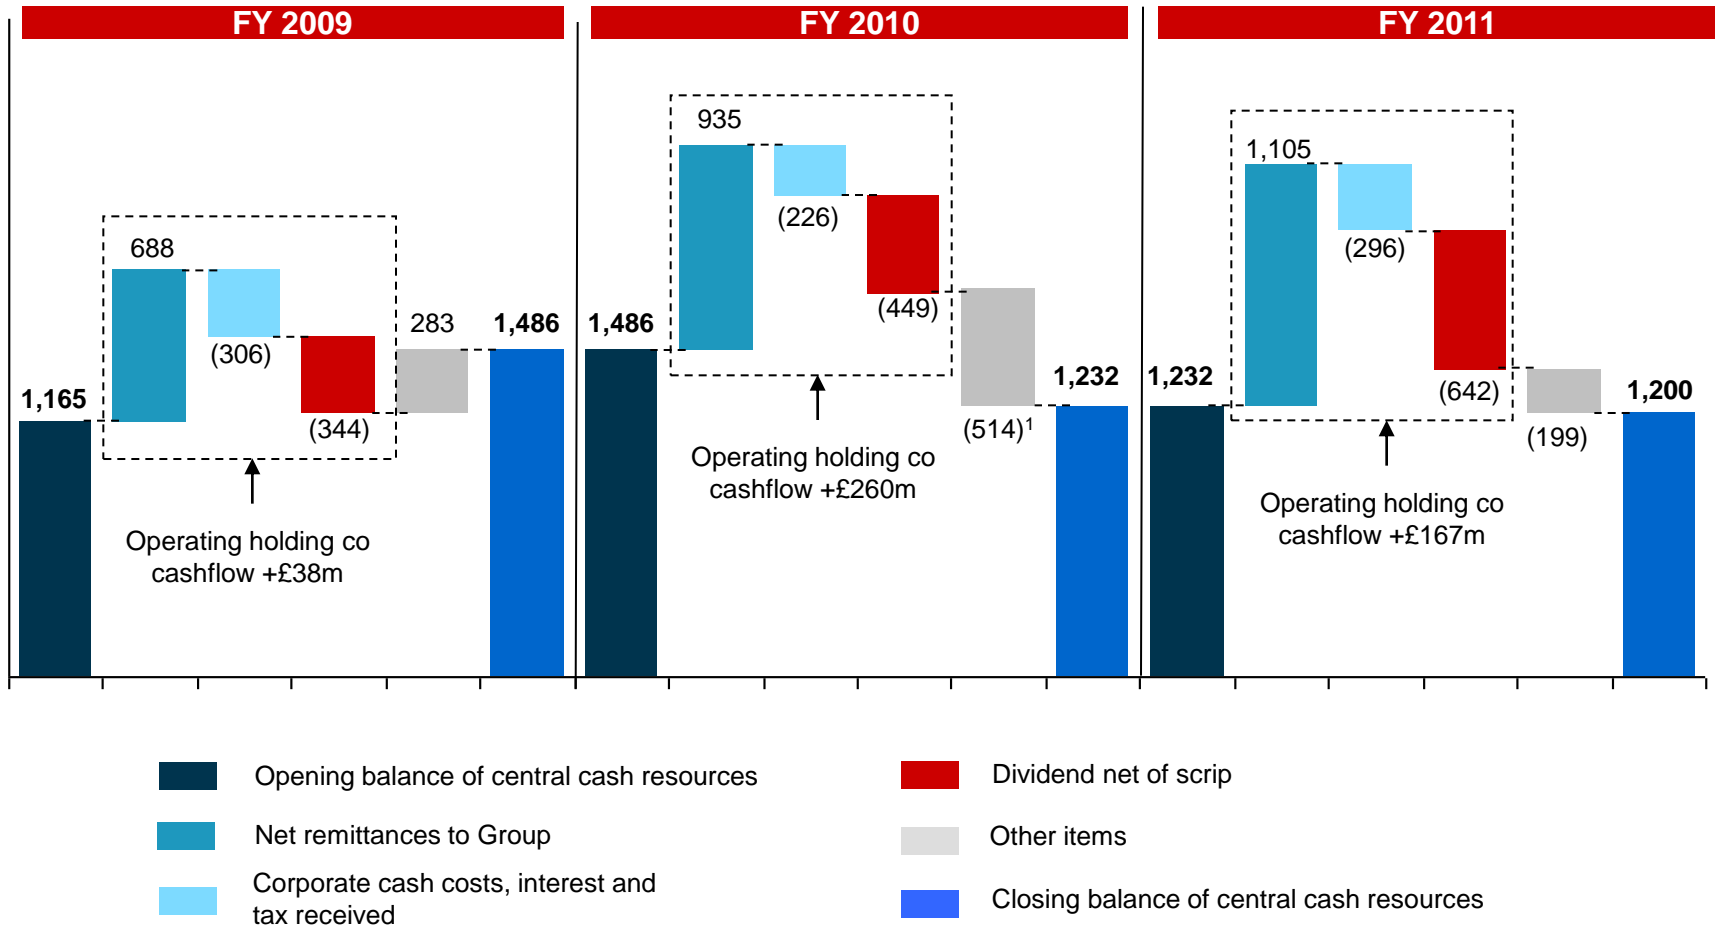 FY 2009
FY 2010
FY 2011
1,165
688
(306)
(344)
283
1,486
Operating holding co
cashflow +£38m
1,486
935
(226)
(449)
(514)1
1,232
Operating holding co
cashflow +£260m
1,232
1,105
(296)
(642)
(199)
1,200
Operating holding co
cashflow +£167m
Opening balance of central cash resources
Net remittances to Group
Corporate cash costs, interest and
tax received
Dividend net of scrip
Other items
Closing balance of central cash resources